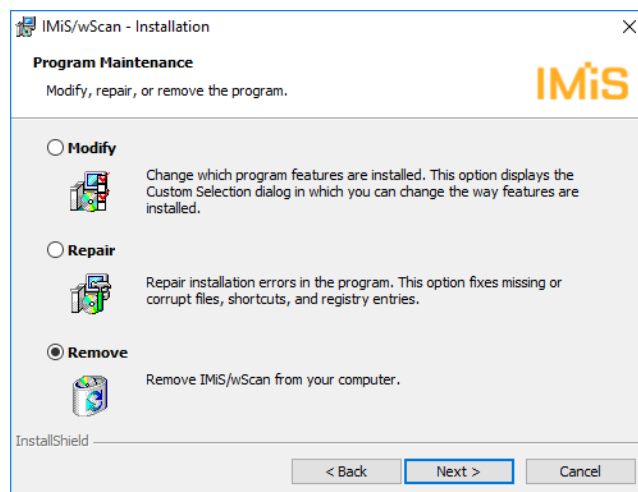 IMiS/wScan - Installation
Program Maintenance
Modify, repair, or remove the program.
IMiS
Modify
Change which program features are installed. This option displays the
Custom Selection dialog in which you can change the way features are
installed.
Repair
Repair installation errors in the program. This option fixes missing or
corrupt files, shortcuts, and registry entries.
Remove
Remove IMiS/wScan from your computer.
InstallShield
< Back Next > Cancel